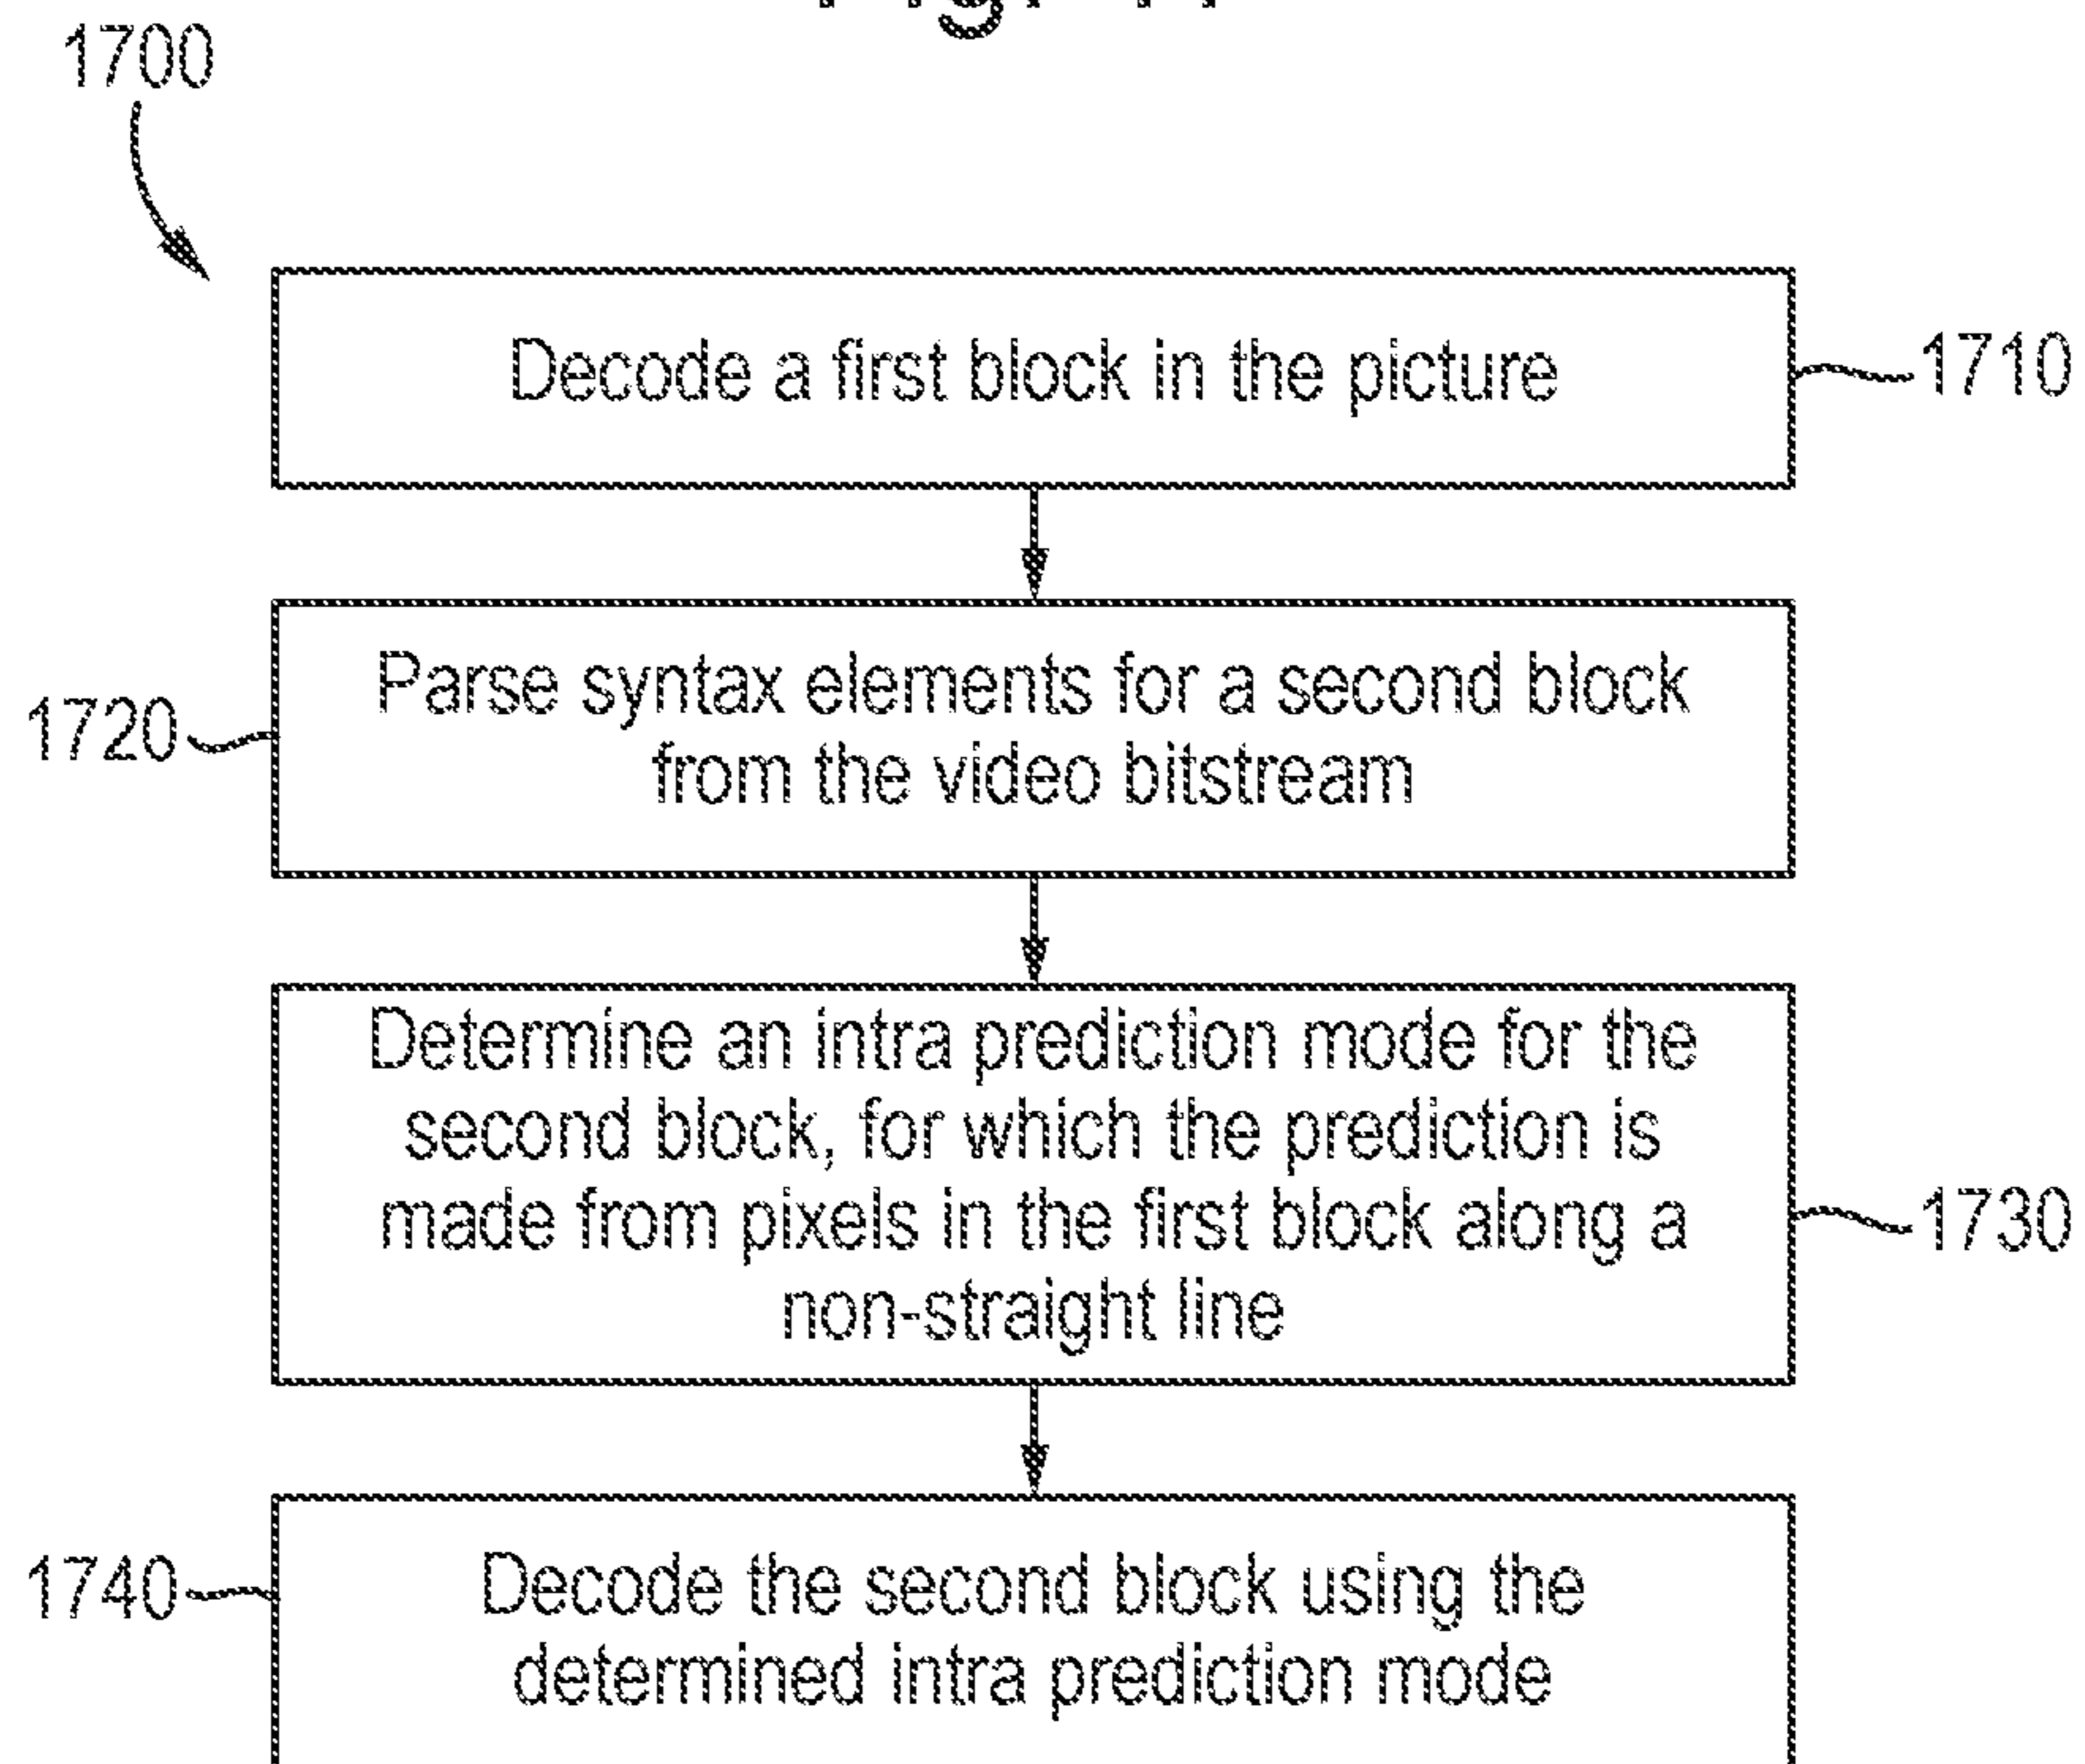 1700
Decode a first block in the picture
1710
Parse syntax elements for a second block
from the video bitstream
1720
Determine an intra prediction mode for the
second block, for which the prediction is
made from pixels in the first block along a
non-straight line
1730
1740
Decode the second block using the
determined intra prediction mode